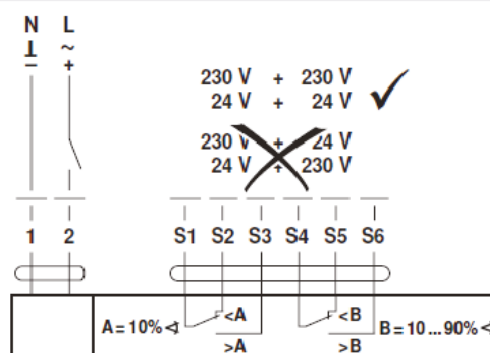 N L
⊥ ~
– +
230 V + 230 V
24 V + 24 V
230 V + 24 V
24 V + 230 V
1 2 S1 S2 S3 S4 S5 S6
A = 10% <A <B B = 10 ... 90%
>A >B